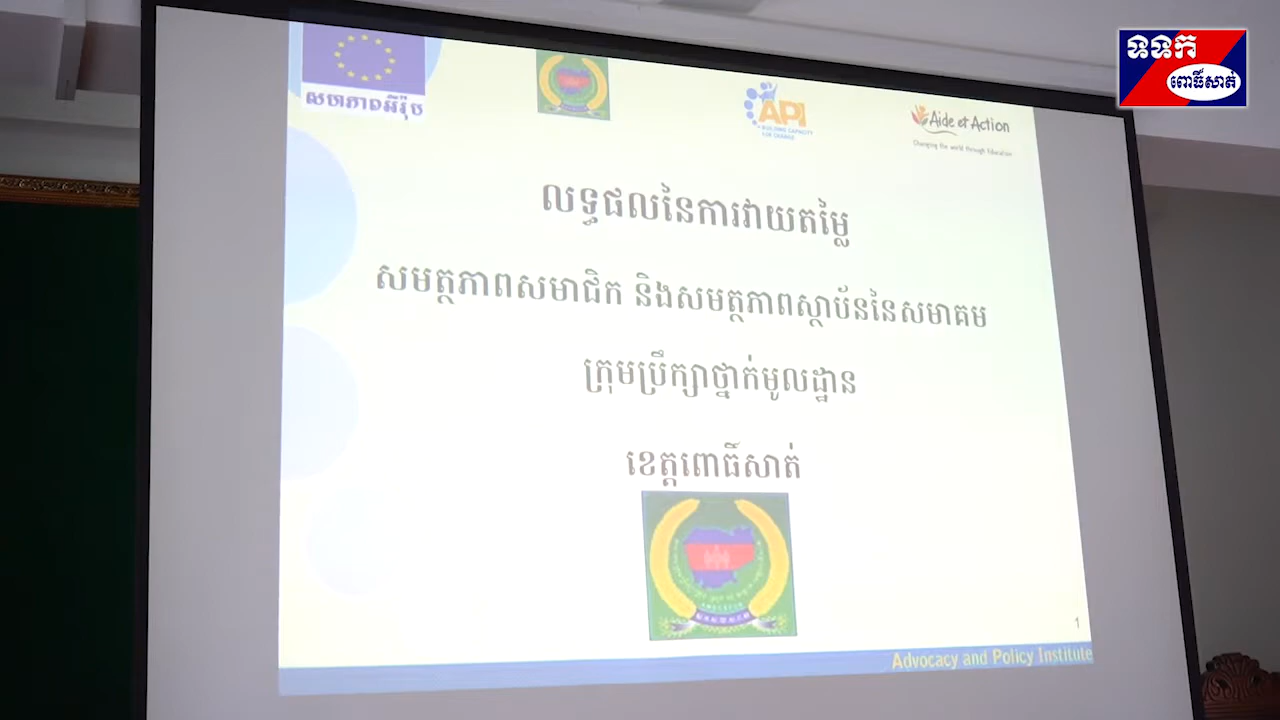 ទទក
ពោធិ៍សាត់
សហភាពអឺរ៉ុប
API
BUILDING CAPACITY
FOR CHANGE
Aide et Action
Changing the world through Education
លទ្ធផលនៃការវាយតម្លៃ
សមត្ថភាពសមាជិក និងសមត្ថភាពស្ថាប័ននៃសមាគម
ក្រុមប្រឹក្សាថ្នាក់មូលដ្ឋាន
ខេត្តពោធិ៍សាត់
1
Advocacy and Policy Institute